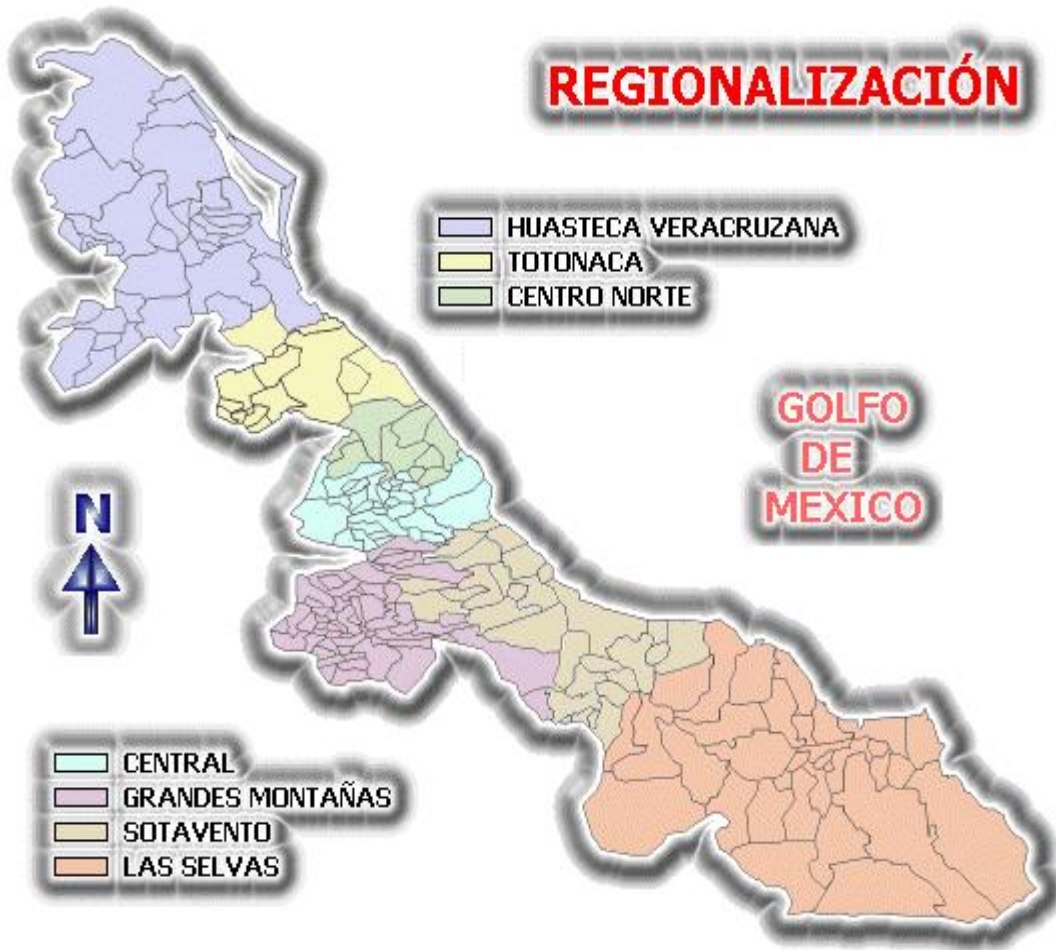 REGIONALIZACIÓN
HUASTECA VERACRUZANA
TOTONACA
CENTRO NORTE
GOLFO
DE
MEXICO
N
CENTRAL
GRANDES MONTAÑAS
SOTAVENTO
LAS SELVAS